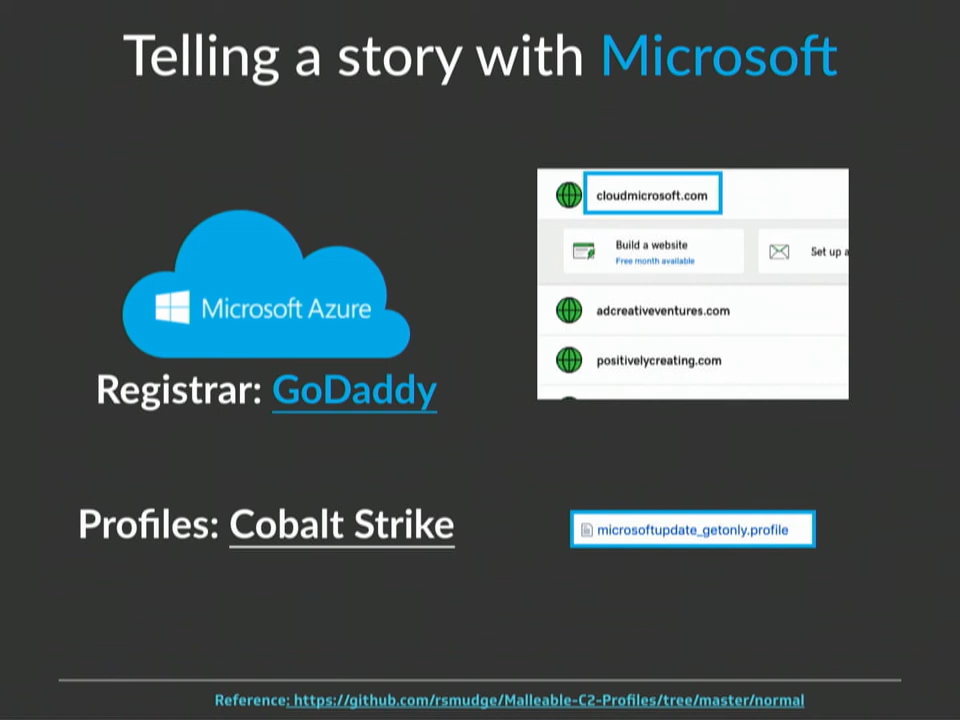 Telling a story with Microsoft
cloudmicrosoft.com
Build a website
Free month available
Set up a
Microsoft Azure
adcreativeventures.com
positivelycreating.com
Registrar: GoDaddy
Profiles: Cobalt Strike
microsoftupdate_getonly.profile
Reference: https://github.com/rsmudge/Malleable-C2-Profiles/tree/master/normal